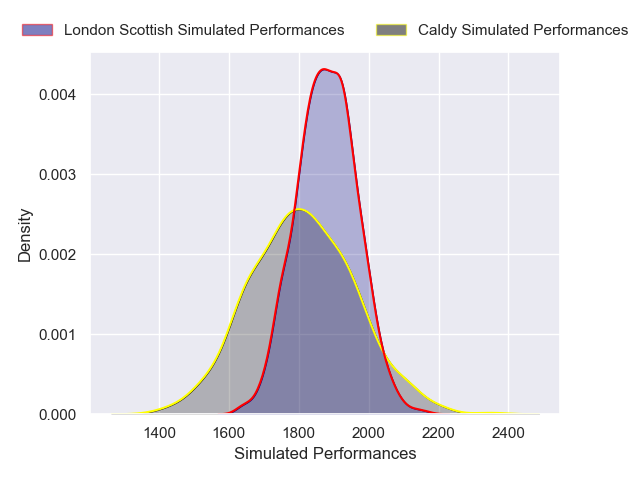 London Scottish Simulated Performances Caldy Simulated Performances
0.004
0.003
0.002
0.001
0.000
Density
1400 1600 1800 2000 2200 2400
Simulated Performances